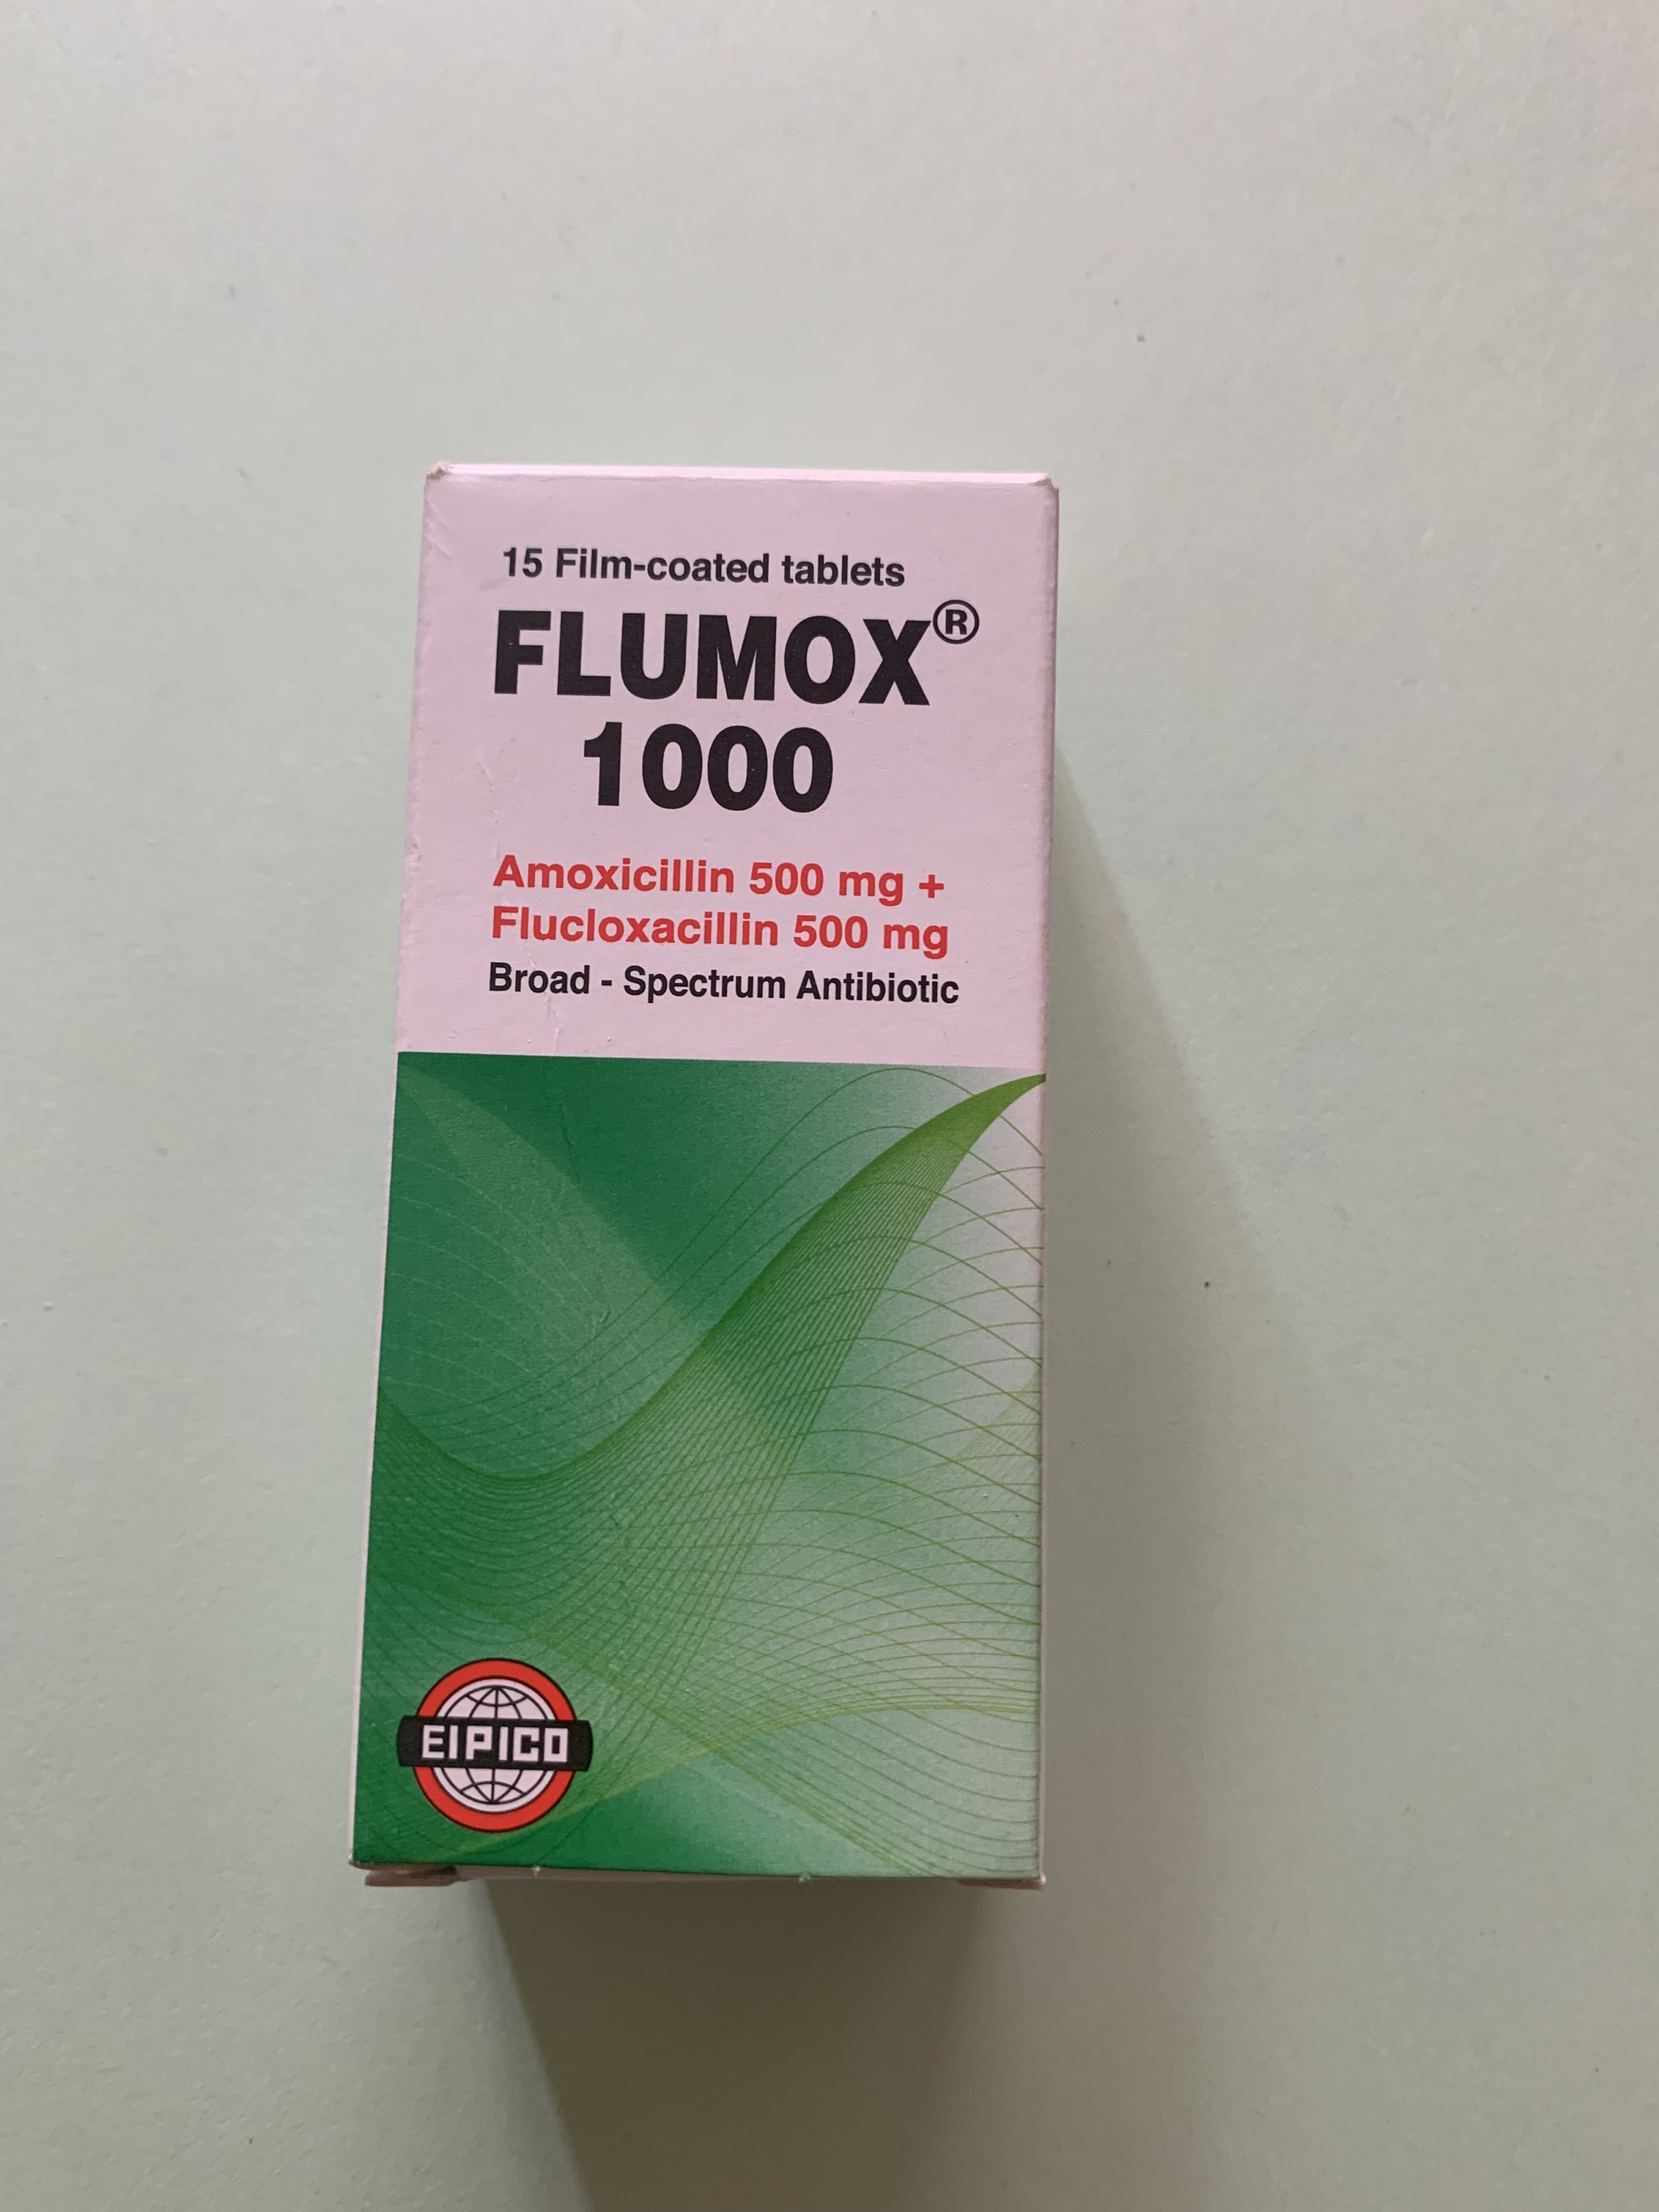 15 Film-coated tablets
FLUMOX®
1000
Amoxicillin 500 mg +
Flucloxacillin 500 mg
Broad - Spectrum Antibiotic
EIPICO